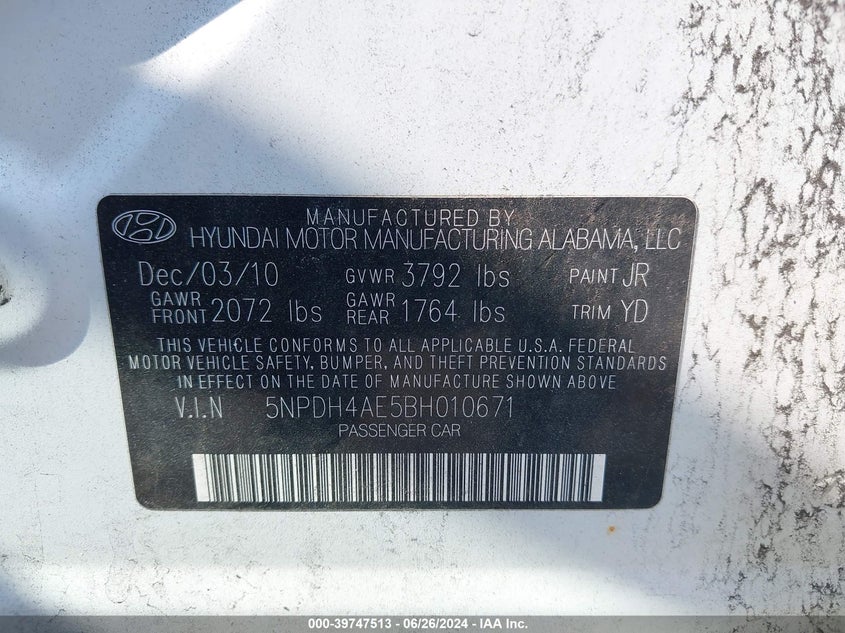 MANUFACTURED BY
HYUNDAI MOTOR MANUFACTURING ALABAMA, LLC
Dec/03/10 GVWR 3792 lbs PAINT JR
GAWR FRONT 2072 lbs GAWR REAR 1764 lbs TRIM YD
THIS VEHICLE CONFORMS TO ALL APPLICABLE U.S.A. FEDERAL
MOTOR VEHICLE SAFETY, BUMPER, AND THEFT PREVENTION STANDARDS
IN EFFECT ON THE DATE OF MANUFACTURE SHOWN ABOVE
V.I.N 5NPDH4AE5BH010671
PASSENGER CAR
000-39747513 - 06/26/2024 - IAA Inc.